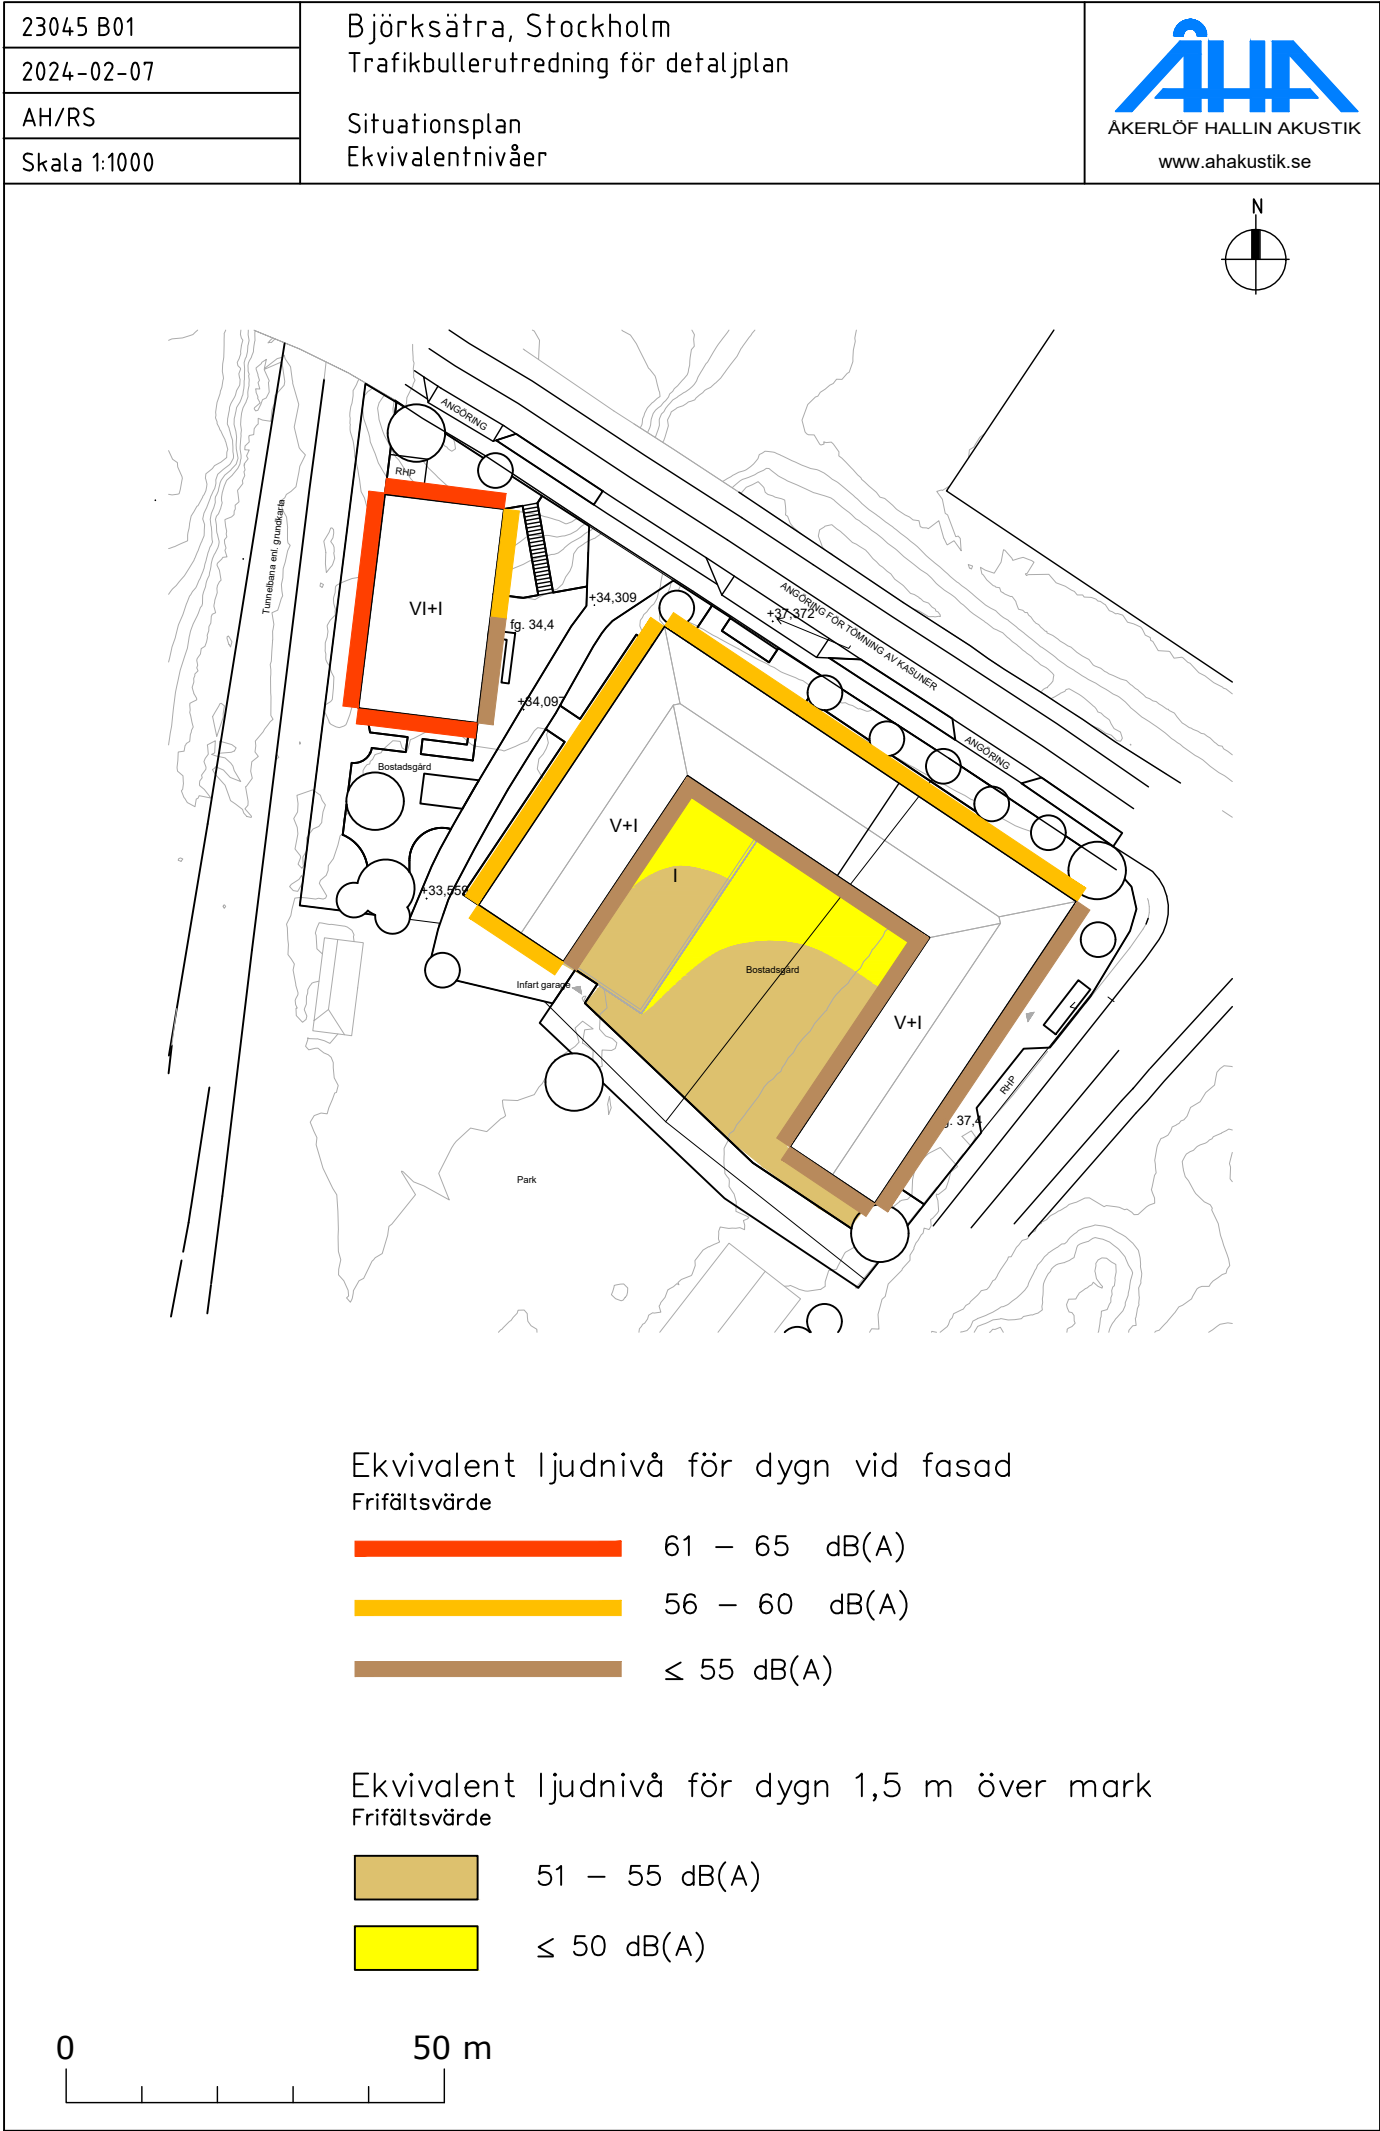 23045 B01
2024-02-07
AH/RS
Skala 1:1000
Björksätra, Stockholm
Trafikbullerutredning för detaljplan
Situationsplan
Ekvivalentnivåer
ÅHA
ÅKERLÖF HALLIN AKUSTIK
www.ahakustik.se
N
ANGÖRING
RHP
Tunnelbana enl. grundkarta
VI+I
+34,309
fg. 34,4
+37,372
ANGÖRING FÖR TÖMNING AV KASUNER
+34,097
ANGÖRING
Bostadsgård
V+I
I
+33,559
Bostadsgård
Infart garage
V+I
RHP
37,4
Park
Ekvivalent ljudnivå för dygn vid fasad
Frifältsvärde
61 – 65 dB(A)
56 – 60 dB(A)
≤ 55 dB(A)
Ekvivalent ljudnivå för dygn 1,5 m över mark
Frifältsvärde
51 – 55 dB(A)
≤ 50 dB(A)
0 50 m